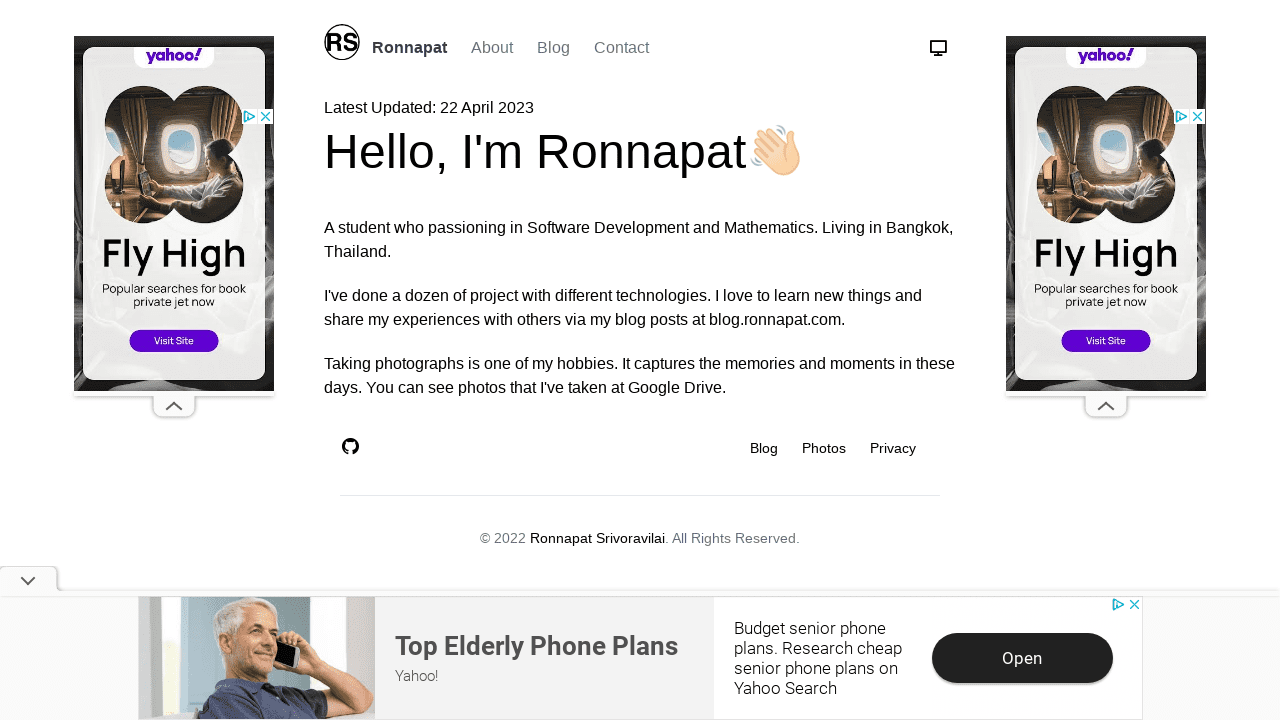 RS Ronnapat About Blog Contact
Latest Updated: 22 April 2023
Hello, I'm Ronnapat👋🏻
A student who passioning in Software Development and Mathematics. Living in Bangkok,
Thailand.
I've done a dozen of project with different technologies. I love to learn new things and
share my experiences with others via my blog posts at blog.ronnapat.com.
Taking photographs is one of my hobbies. It captures the memories and moments in these
days. You can see photos that I've taken at Google Drive.
Blog Photos Privacy
© 2022 Ronnapat Srivoravilai. All Rights Reserved.
yahoo!
Fly High
Popular searches for book
private jet now
Visit Site
yahoo!
Fly High
Popular searches for book
private jet now
Visit Site
Top Elderly Phone Plans
Yahoo!
Budget senior phone
plans. Research cheap
senior phone plans on
Yahoo Search
Open